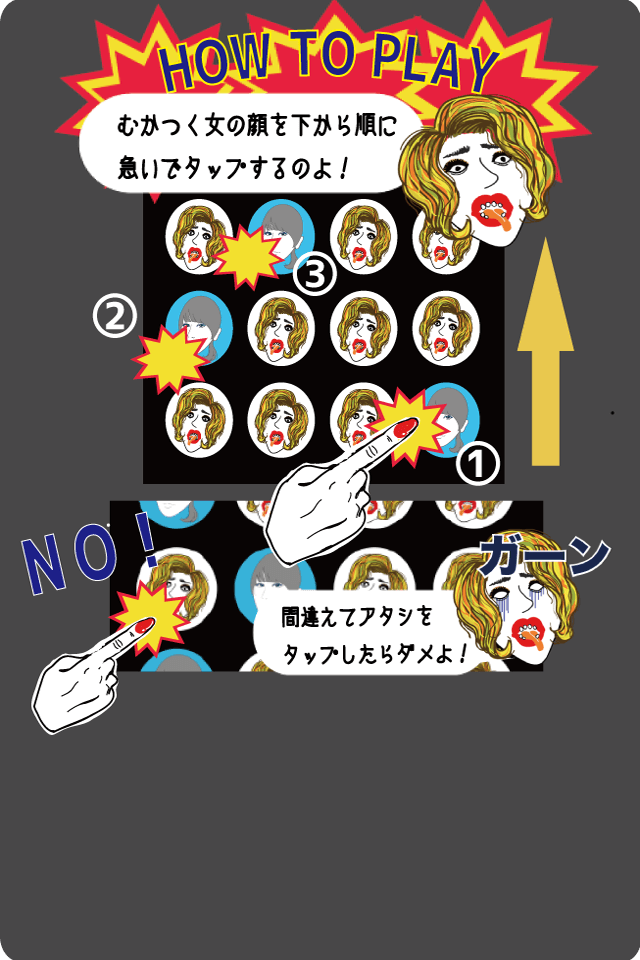 HOW TO PLAY
むかつく女の顔を下から順に
急いでタップするのよ！
③
②
①
NO！
ガーン
間違えてアタシを
タップしたらダメよ！